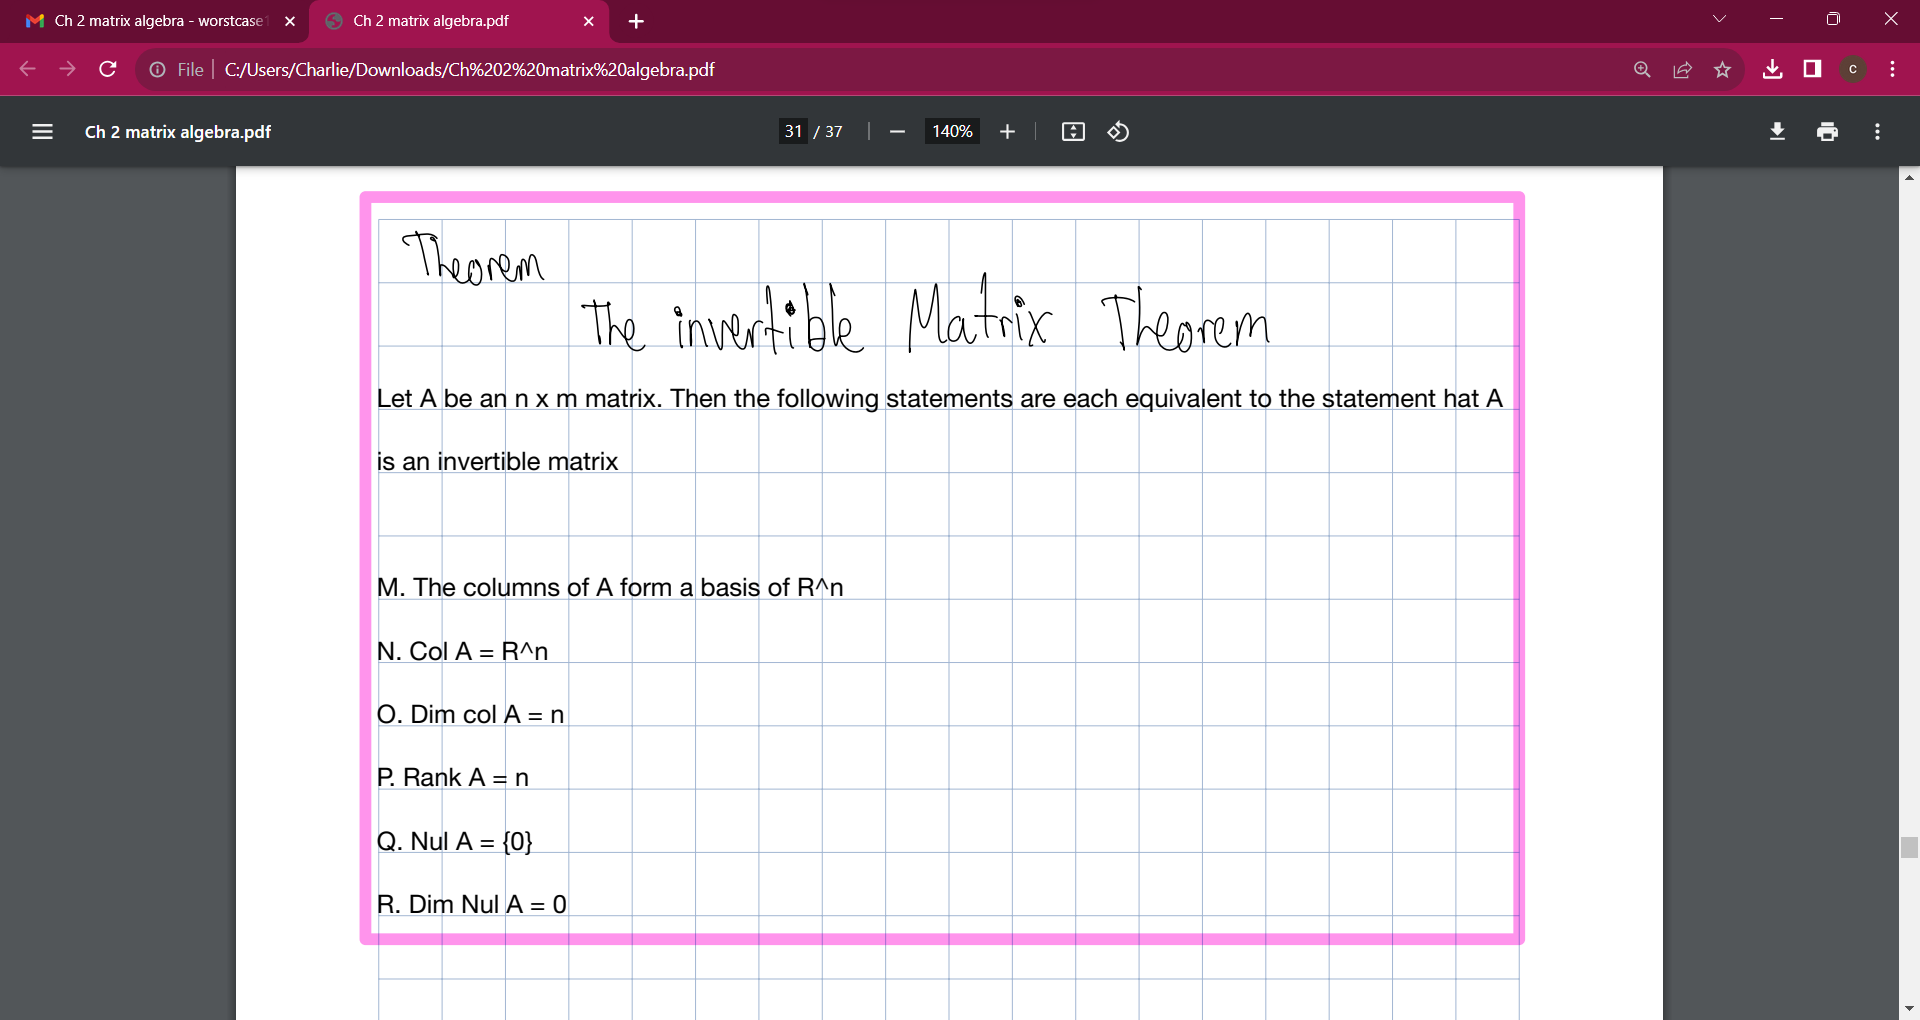 Ch 2 matrix algebra - worstcase1
Ch 2 matrix algebra.pdf
File
C:/Users/Charlie/Downloads/Ch%202%20matrix%20algebra.pdf
c
Ch 2 matrix algebra.pdf
31 / 37
140%
Theorem
The invertible Matrix Theorem
Let A be an n x m matrix. Then the following statements are each equivalent to the statement hat A
is an invertible matrix
M. The columns of A form a basis of R^n
N. Col A = R^n
O. Dim col A = n
P. Rank A = n
Q. Nul A = {0}
R. Dim Nul A = 0